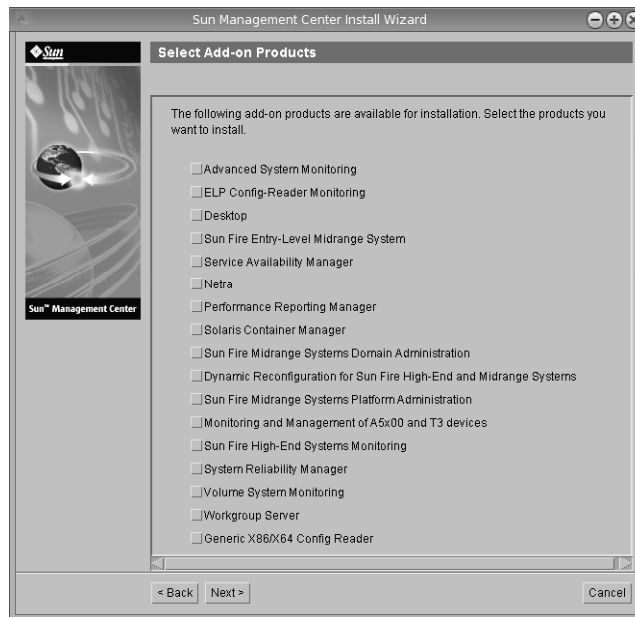 Sun Management Center Install Wizard
Sun
Select Add-on Products
The following add-on products are available for installation. Select the products you
want to install.
Advanced System Monitoring
ELP Config-Reader Monitoring
Desktop
Sun Fire Entry-Level Midrange System
Service Availability Manager
Netra
Performance Reporting Manager
Sun™ Management Center
Solaris Container Manager
Sun Fire Midrange Systems Domain Administration
Dynamic Reconfiguration for Sun Fire High-End and Midrange Systems
Sun Fire Midrange Systems Platform Administration
Monitoring and Management of A5x00 and T3 devices
Sun Fire High-End Systems Monitoring
System Reliability Manager
Volume System Monitoring
Workgroup Server
Generic X86/X64 Config Reader
< Back Next > Cancel